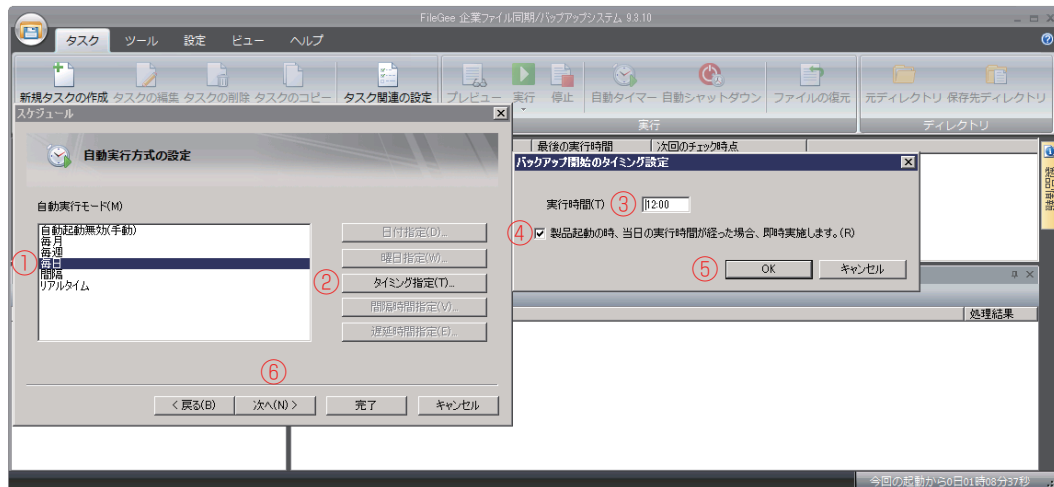 FileGee 企業ファイル同期/バップアップシステム 9.3.10
タスク ツール 設定 ビュー ヘルプ
新規タスクの作成 タスクの編集 タスクの削除 タスクのコピー タスク関連の設定 プレビュー 実行 停止 自動タイマー 自動シャットダウン ファイルの復元 元ディレクトリ 保存先ディレクトリ
実行 ディレクトリ
スケジュール
自動実行方式の設定
自動実行モード(M)
自動起動無効(手動)
毎月
毎週
① 毎日
間隔
リアルタイム
日付指定(D)...
曜日指定(W)...
② タイミング指定(T)...
間隔時間指定(V)...
遅延時間指定(E)...
⑥
< 戻る(B) 次へ(N) > 完了 キャンセル
最後の実行時間 次回のチェック時点
バックアップ開始のタイミング設定
実行時間(T) ③ 12:00
④ 製品起動の時、当日の実行時間が経った場合、即時実施します。(R)
⑤ OK キャンセル
処理結果
製品情報
今回の起動から0日01時08分37秒